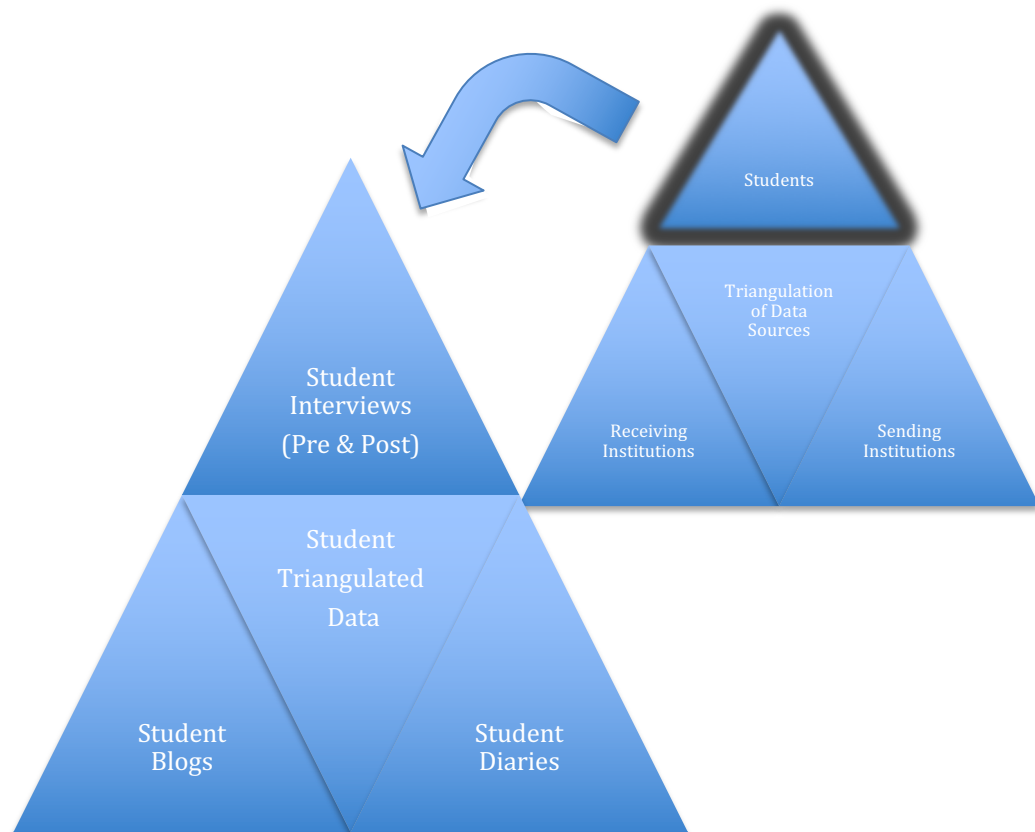 Students
Triangulation
of Data
Sources
Receiving
Institutions
Sending
Institutions
Student
Interviews
(Pre & Post)
Student
Triangulated
Data
Student
Blogs
Student
Diaries